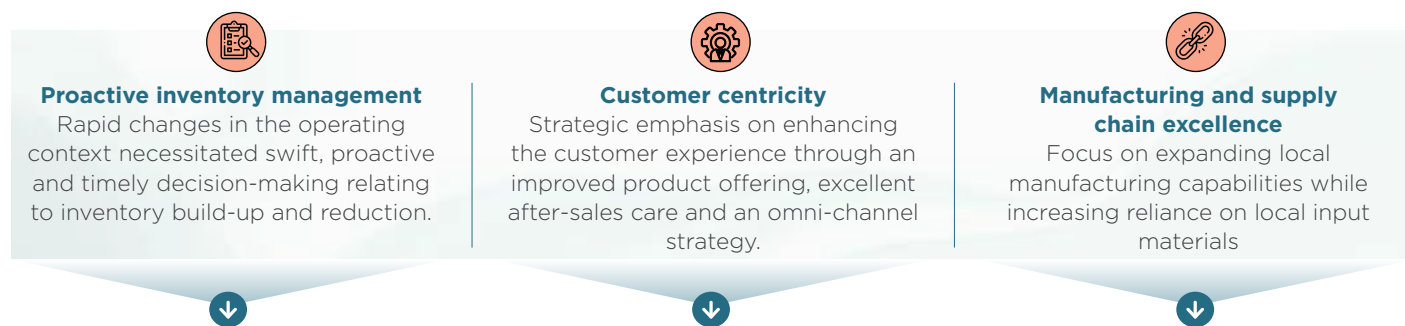 Proactive inventory management
Rapid changes in the operating
context necessitated swift, proactive
and timely decision-making relating
to inventory build-up and reduction.
Customer centricity
Strategic emphasis on enhancing
the customer experience through an
improved product offering, excellent
after-sales care and an omni-channel
strategy.
Manufacturing and supply
chain excellence
Focus on expanding local
manufacturing capabilities while
increasing reliance on local input
materials